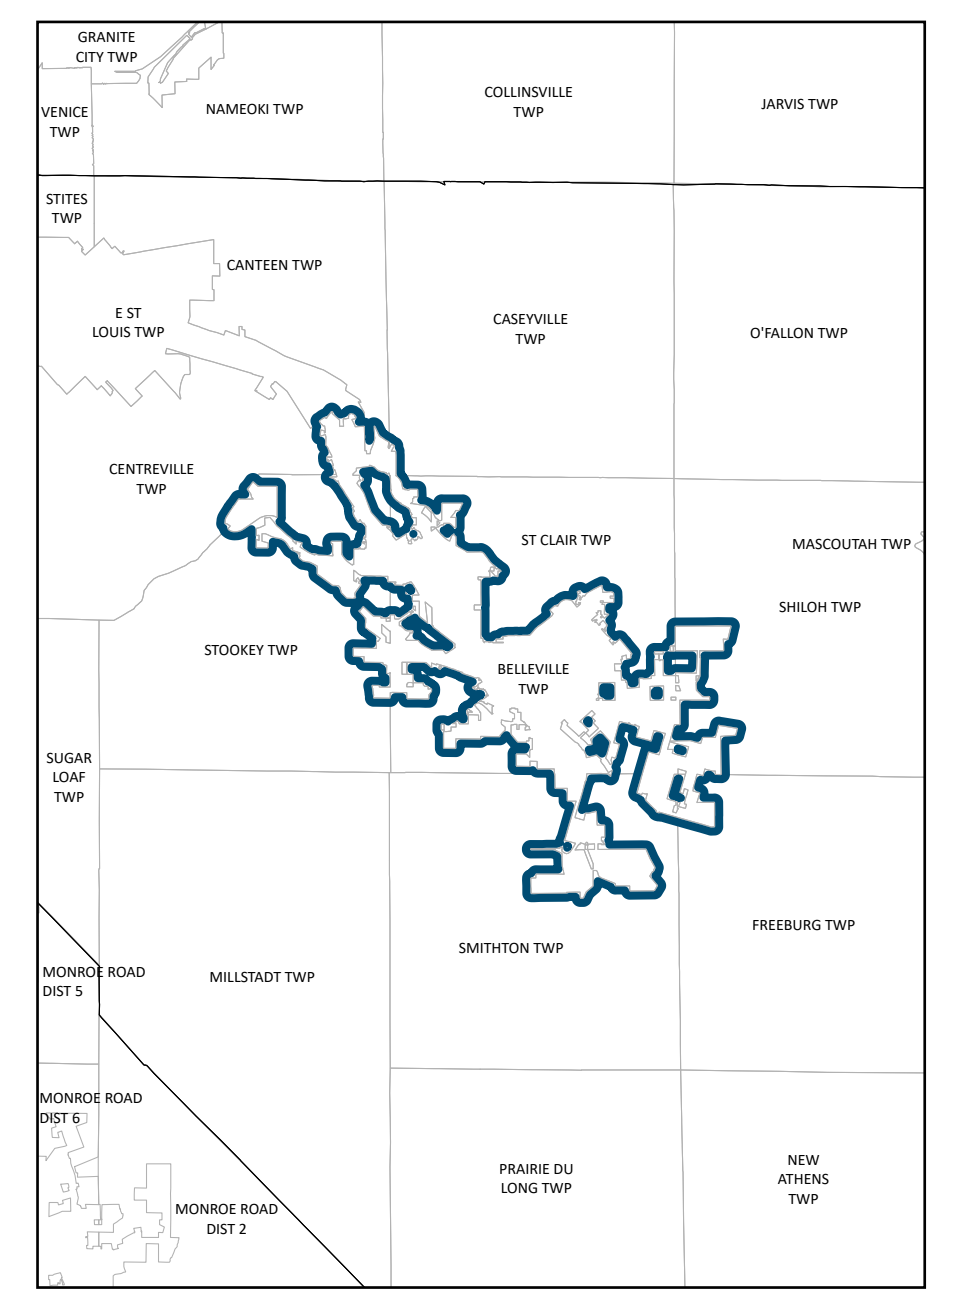 GRANITE
CITY TWP
VENICE
TWP
NAMEOKI TWP
COLLINSVILLE
TWP
JARVIS TWP
STITES
TWP
CANTEEN TWP
E ST
LOUIS TWP
CASEYVILLE
TWP
O'FALLON TWP
CENTREVILLE
TWP
ST CLAIR TWP
MASCOUTAH TWP
SHILOH TWP
STOOKEY TWP
BELLEVILLE
TWP
SUGAR
LOAF
TWP
FREEBURG TWP
SMITHTON TWP
MONROE ROAD
DIST 5
MILLSTADT TWP
MONROE ROAD
DIST 6
PRAIRIE DU
LONG TWP
NEW
ATHENS
TWP
MONROE ROAD
DIST 2